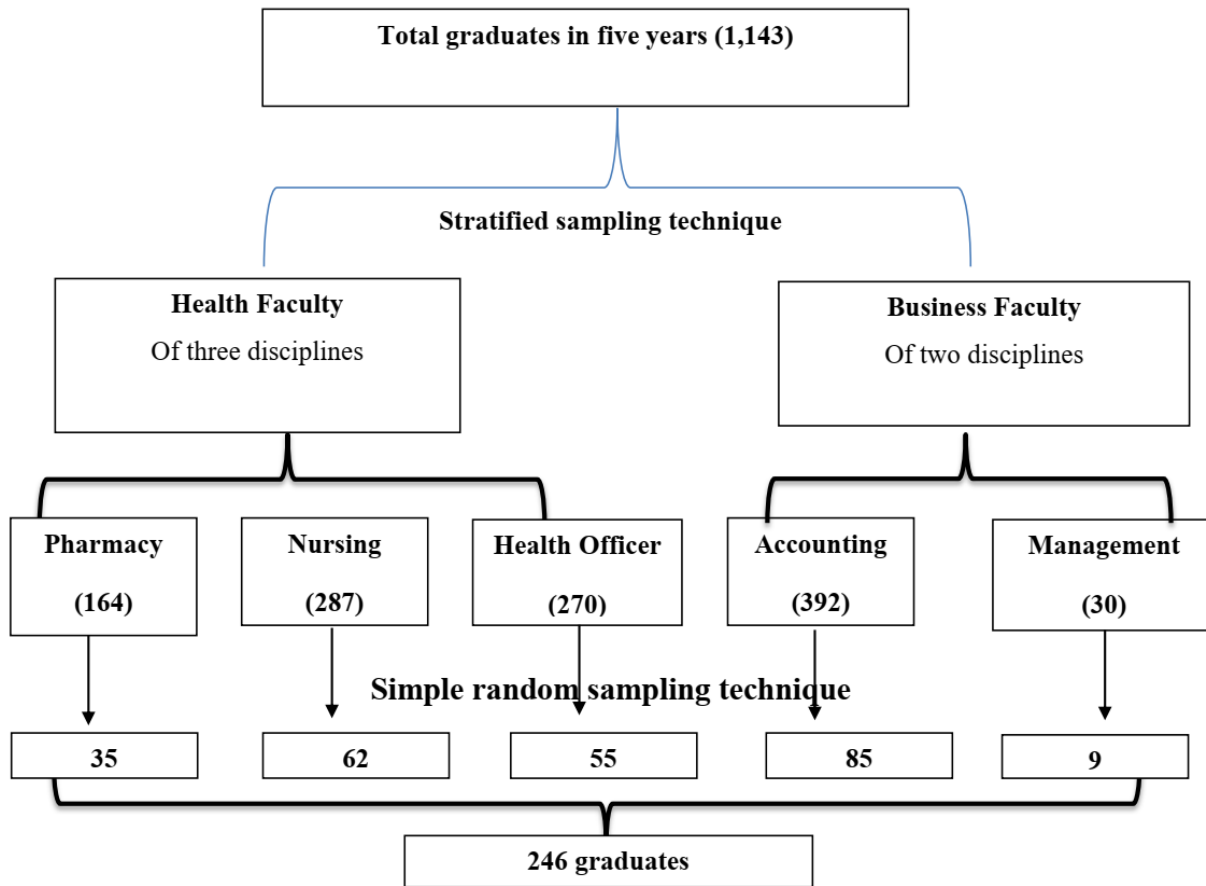 Total graduates in five years (1,143)
Stratified sampling technique
Health Faculty
Of three disciplines
Business Faculty
Of two disciplines
Pharmacy
(164)
Nursing
(287)
Health Officer
(270)
Accounting
(392)
Management
(30)
Simple random sampling technique
35
62
55
85
9
246 graduates